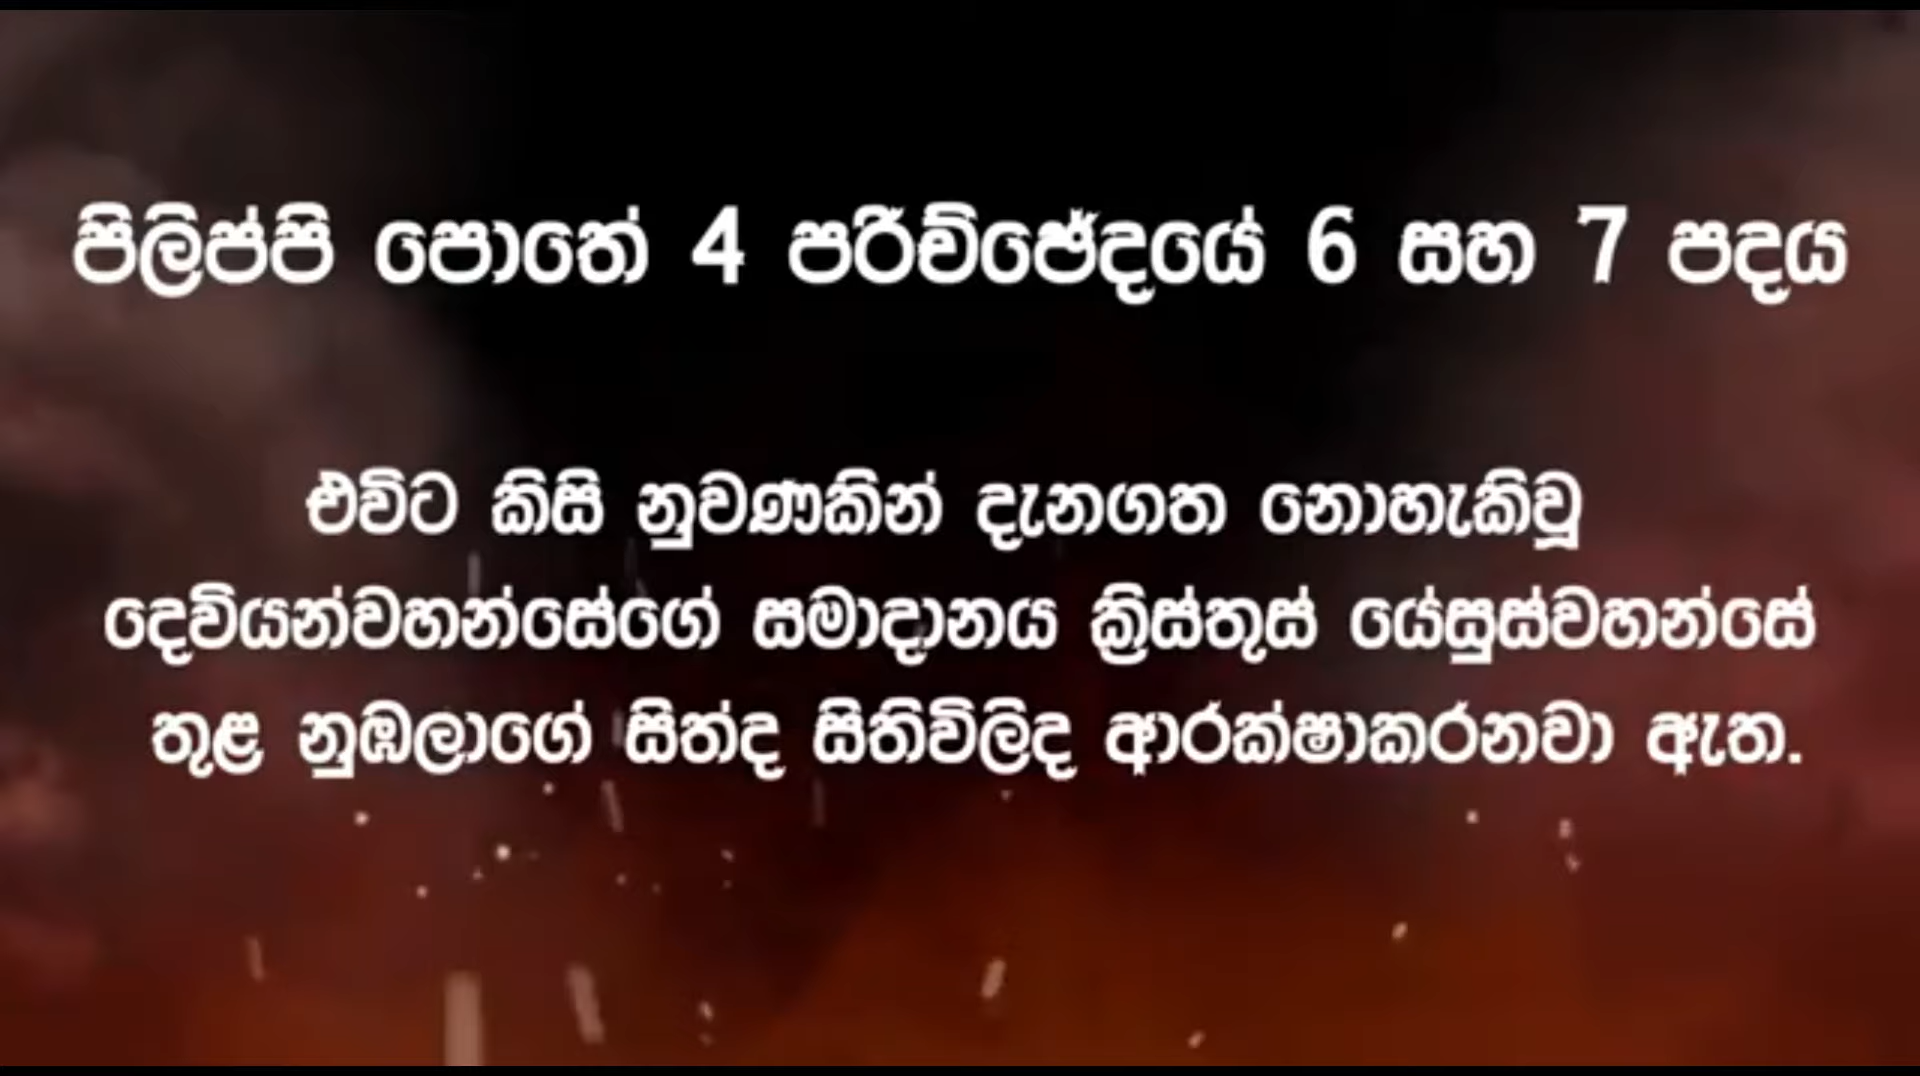 පිලිප්පි පොතේ 4 පරිච්ඡේදයේ 6 සහ 7 පදය
එවිට කිසි නුවණකින් දැනගත නොහැකිවූ
දෙවියන්වහන්සේගේ සමාදානය ක්‍රිස්තුස් යේසුස්වහන්සේ
තුළ නුඹලාගේ සිත්ද සිතිවිලිද ආරක්ෂාකරනවා ඇත.